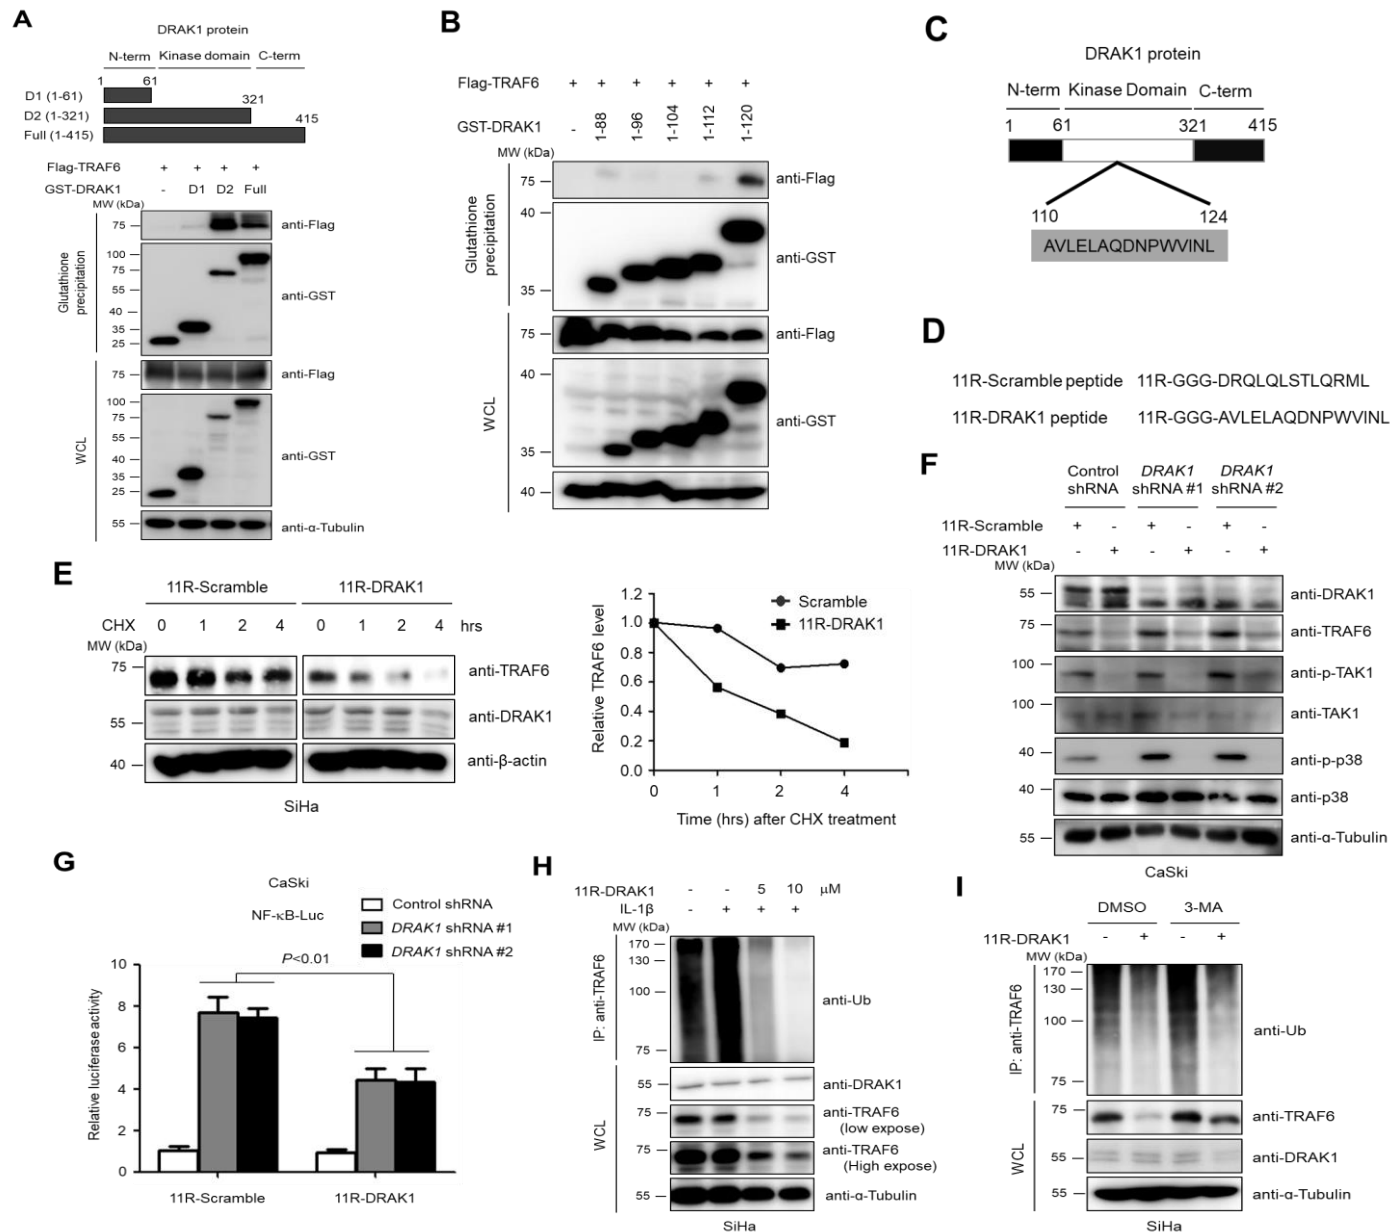 A
DRAK1 protein
N-term Kinase domain C-term
1 61 321 415
D1 (1-61)
D2 (1-321)
Full (1-415)
Flag-TRAF6 + + + +
GST-DRAK1 - D1 D2 Full
MW (kDa)
Glutathione precipitation
75 anti-Flag
100
75
55
40
35
25
anti-GST
WCL
75 anti-Flag
100
75
55
40
35
25
anti-GST
55 anti-α-Tubulin
B
Flag-TRAF6 + + + + + +
GST-DRAK1 - 1-88 1-96 1-104 1-112 1-120
MW (kDa)
Glutathione precipitation
75 anti-Flag
40
35
anti-GST
WCL
75 anti-Flag
40
35
anti-GST
40
C
DRAK1 protein
N-term Kinase Domain C-term
1 61 321 415
110 124
AVLELAQDNPWVINL
D
11R-Scramble peptide 11R-GGG-DRQLQLSTLQRML
11R-DRAK1 peptide 11R-GGG-AVLELAQDNPWVINL
E
11R-Scramble 11R-DRAK1
CHX 0 1 2 4 0 1 2 4 hrs
MW (kDa)
75 anti-TRAF6
55 anti-DRAK1
40 anti-β-actin
SiHa
Relative TRAF6 level
1.2
1.0
0.8
0.6
0.4
0.2
0.0
Scramble
11R-DRAK1
0 1 2 4
Time (hrs) after CHX treatment
F
Control shRNA
DRAK1 shRNA #1
DRAK1 shRNA #2
11R-Scramble + - + - + -
11R-DRAK1 - + - + - +
MW (kDa)
55 anti-DRAK1
75 anti-TRAF6
100 anti-p-TAK1
100 anti-TAK1
40 anti-p-p38
40 anti-p38
55 anti-α-Tubulin
CaSki
G
CaSki
NF-κB-Luc
Control shRNA
DRAK1 shRNA #1
DRAK1 shRNA #2
P<0.01
Relative luciferase activity
10
8
6
4
2
0
11R-Scramble 11R-DRAK1
H
11R-DRAK1 - - 5 10 μM
IL-1β - + + +
MW (kDa)
IP: anti-TRAF6
170
130
100
75
anti-Ub
WCL
55 anti-DRAK1
75 anti-TRAF6
(low expose)
75 anti-TRAF6
(High expose)
55 anti-α-Tubulin
SiHa
I
DMSO 3-MA
11R-DRAK1 - + - +
MW (kDa)
IP: anti-TRAF6
170
130
100
75
anti-Ub
WCL
75 anti-TRAF6
55 anti-DRAK1
55 anti-α-Tubulin
SiHa